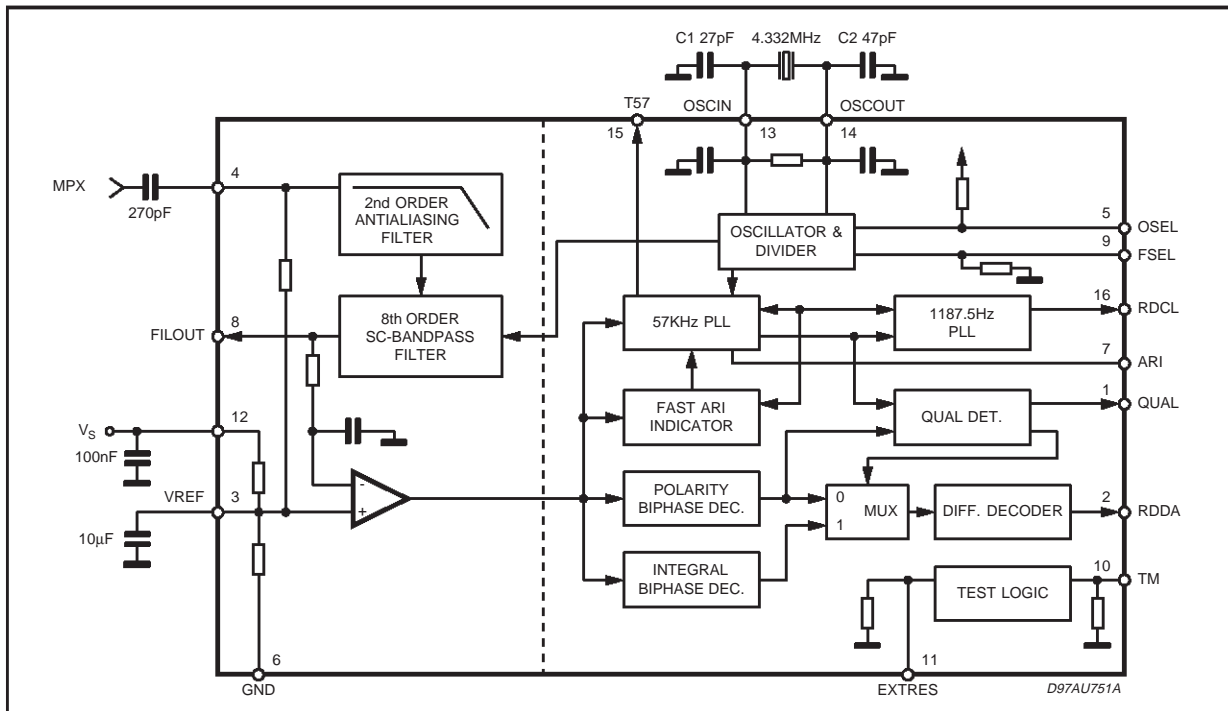 C1 27pF
4.332MHz
C2 47pF
T57
OSCIN
OSCOUT
15
13
14
MPX
270pF
4
2nd ORDER
ANTIALIASING
FILTER
OSCILLATOR &
DIVIDER
5
OSEL
9
FSEL
FILOUT
8
8th ORDER
SC-BANDPASS
FILTER
57KHz PLL
1187.5Hz
PLL
16
RDCL
7
ARI
FAST ARI
INDICATOR
QUAL DET.
1
QUAL
VS
12
100nF
VREF
3
-
+
10μF
POLARITY
BIPHASE DEC.
0
1
MUX
DIFF. DECODER
2
RDDA
INTEGRAL
BIPHASE DEC.
TEST LOGIC
10
TM
6
GND
11
EXTRES
D97AU751A